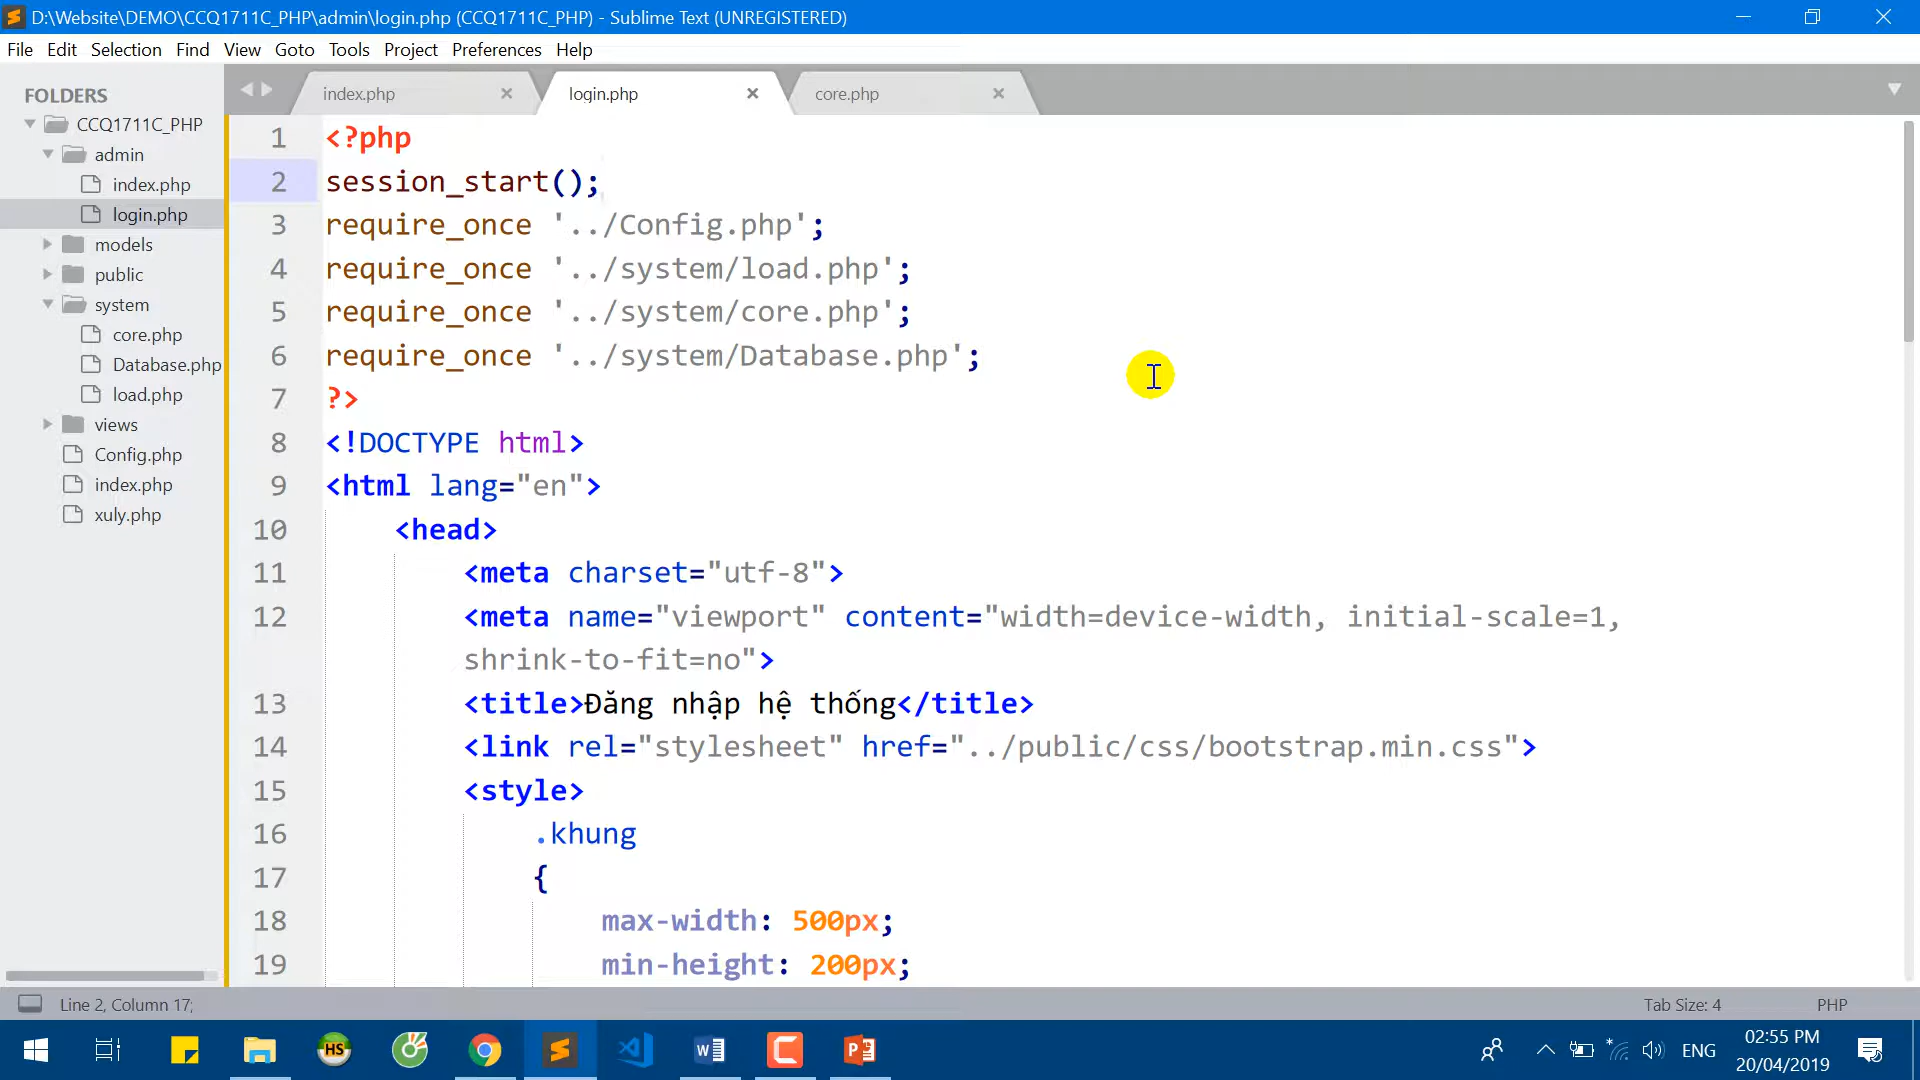 D:\Website\DEMO\CCQ1711C_PHP\admin\login.php (CCQ1711C_PHP) - Sublime Text (UNREGISTERED)
File Edit Selection Find View Goto Tools Project Preferences Help
FOLDERS
CCQ1711C_PHP
admin
index.php
login.php
models
public
system
core.php
Database.php
load.php
views
Config.php
index.php
xuly.php
index.php login.php core.php
1 <?php
2 session_start();
3 require_once '../Config.php';
4 require_once '../system/load.php';
5 require_once '../system/core.php';
6 require_once '../system/Database.php';
7 ?>
8 <!DOCTYPE html>
9 <html lang="en">
10 <head>
11 <meta charset="utf-8">
12 <meta name="viewport" content="width=device-width, initial-scale=1,
shrink-to-fit=no">
13 <title>Đăng nhập hệ thống</title>
14 <link rel="stylesheet" href="../public/css/bootstrap.min.css">
15 <style>
16 .khung
17 {
18 max-width: 500px;
19 min-height: 200px;
Line 2, Column 17; Tab Size: 4 PHP
HS
ENG
02:55 PM
20/04/2019